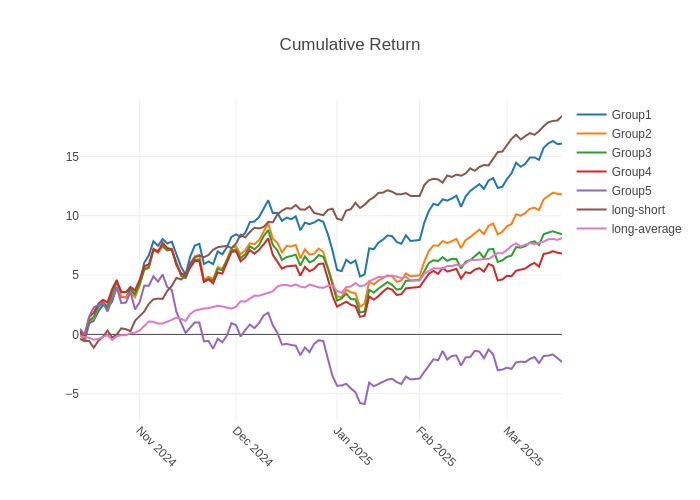 Cumulative Return
15
10
5
0
−5
Nov 2024
Dec 2024
Jan 2025
Feb 2025
Mar 2025
Group1
Group2
Group3
Group4
Group5
long-short
long-average